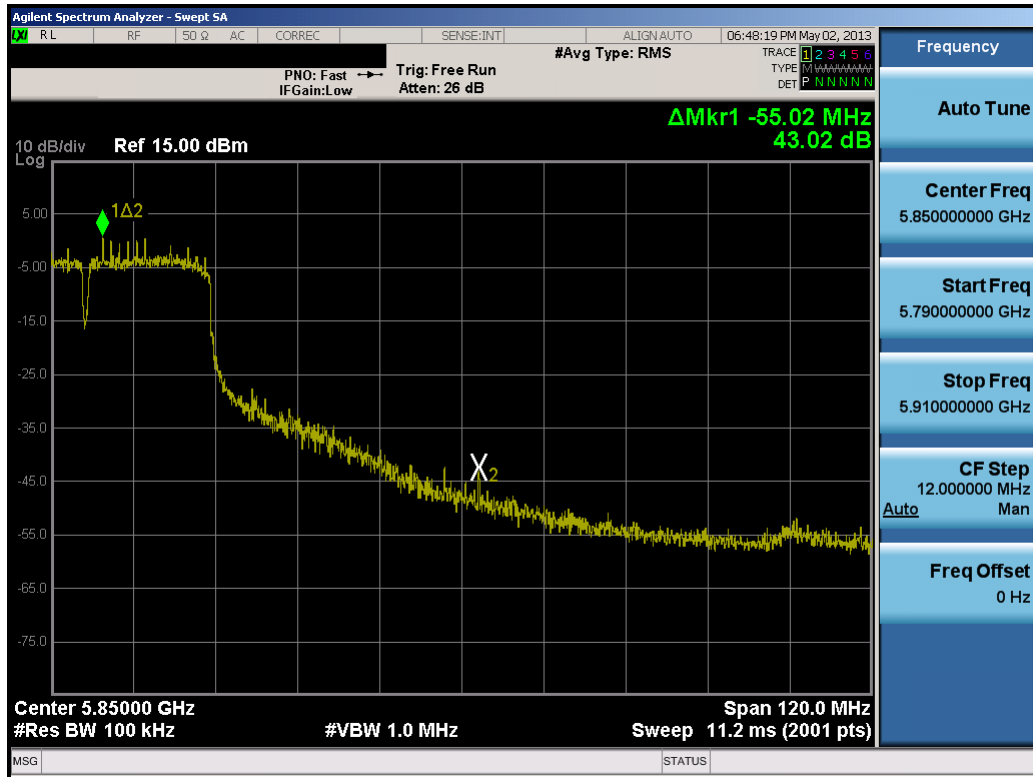 Agilent Spectrum Analyzer - Swept SA
LXI RL RF 50 Ω AC CORREC SENSE:INT ALIGN AUTO 06:48:19 PM May 02, 2013
PNO: Fast
IFGain:Low
Trig: Free Run
Atten: 26 dB
#Avg Type: RMS
TRACE 1 2 3 4 5 6
TYPE M W W W W W
DET P N N N N N
ΔMkr1 -55.02 MHz
43.02 dB
10 dB/div Ref 15.00 dBm
Log
1Δ2
5.00
-5.00
-15.0
-25.0
-35.0
-45.0
-55.0
-65.0
-75.0
X2
Center 5.85000 GHz Span 120.0 MHz
#Res BW 100 kHz #VBW 1.0 MHz Sweep 11.2 ms (2001 pts)
MSG STATUS
Frequency
Auto Tune
Center Freq
5.850000000 GHz
Start Freq
5.790000000 GHz
Stop Freq
5.910000000 GHz
CF Step
12.000000 MHz
Auto Man
Freq Offset
0 Hz